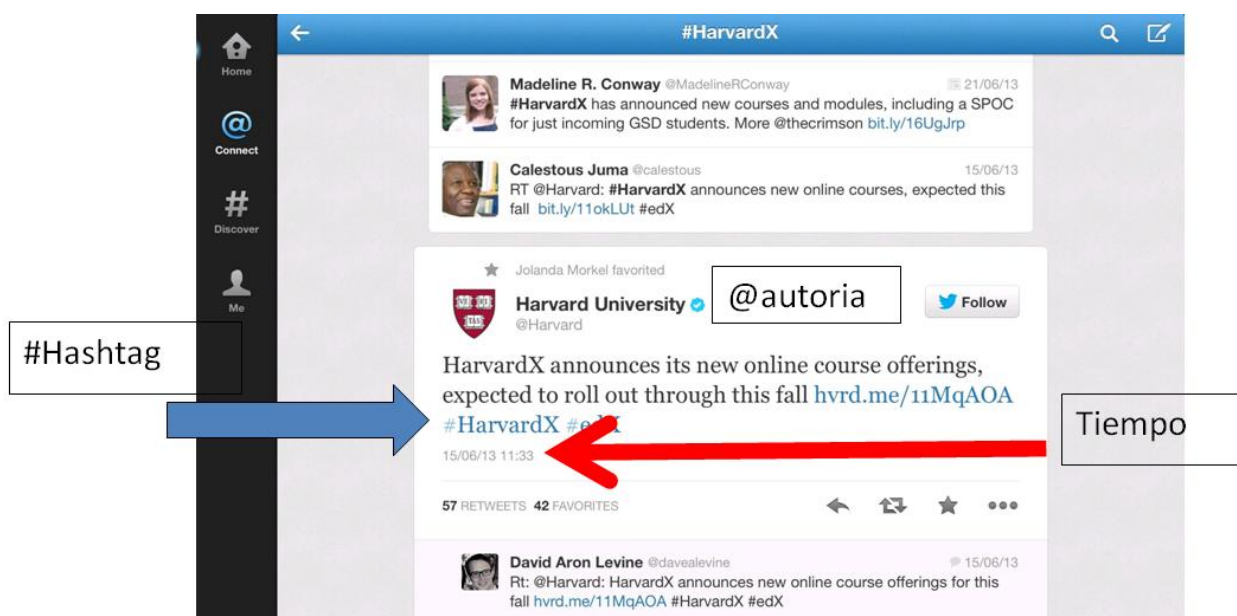 #HarvardX
Home
Connect
Discover
Me
Madeline R. Conway @MadelineRConway 21/06/13
#HarvardX has announced new courses and modules, including a SPOC
for just incoming GSD students. More @thecrimson bit.ly/16UgJrp
Calestous Juma @calestous 15/06/13
RT @Harvard: #HarvardX announces new online courses, expected this
fall bit.ly/11okLUt #edX
Jolanda Morkel favorited
Harvard University
@Harvard
@autoria
Follow
#Hashtag
HarvardX announces its new online course offerings,
expected to roll out through this fall hvrd.me/11MqAOA
#HarvardX #edX
Tiempo
15/06/13 11:33
57 RETWEETS 42 FAVORITES
David Aron Levine @davealevine 15/06/13
Rt: @Harvard: HarvardX announces new online course offerings for this
fall hvrd.me/11MqAOA #HarvardX #edX